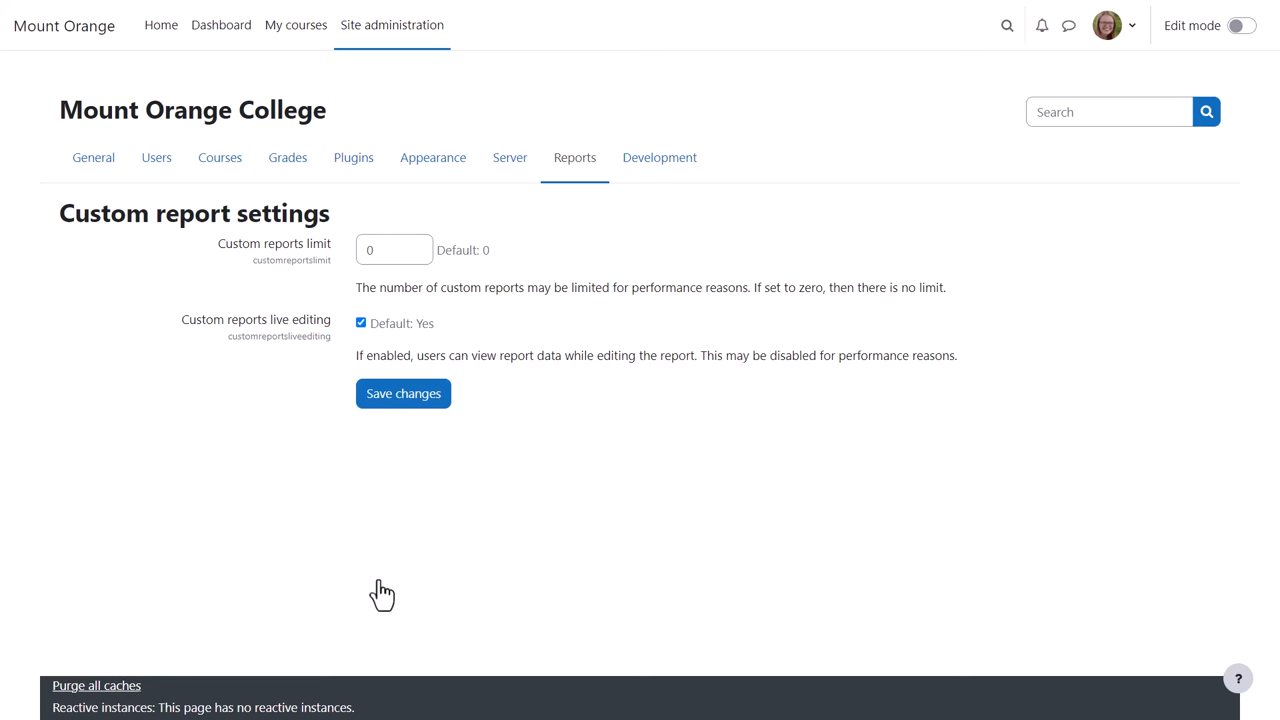 Mount Orange
Home
Dashboard
My courses
Site administration
Edit mode
Mount Orange College
Search
General
Users
Courses
Grades
Plugins
Appearance
Server
Reports
Development
Custom report settings
Custom reports limit
customreportslimit
0
Default: 0
The number of custom reports may be limited for performance reasons. If set to zero, then there is no limit.
Custom reports live editing
customreportsliveediting
Default: Yes
If enabled, users can view report data while editing the report. This may be disabled for performance reasons.
Save changes
Purge all caches
Reactive instances: This page has no reactive instances.
?